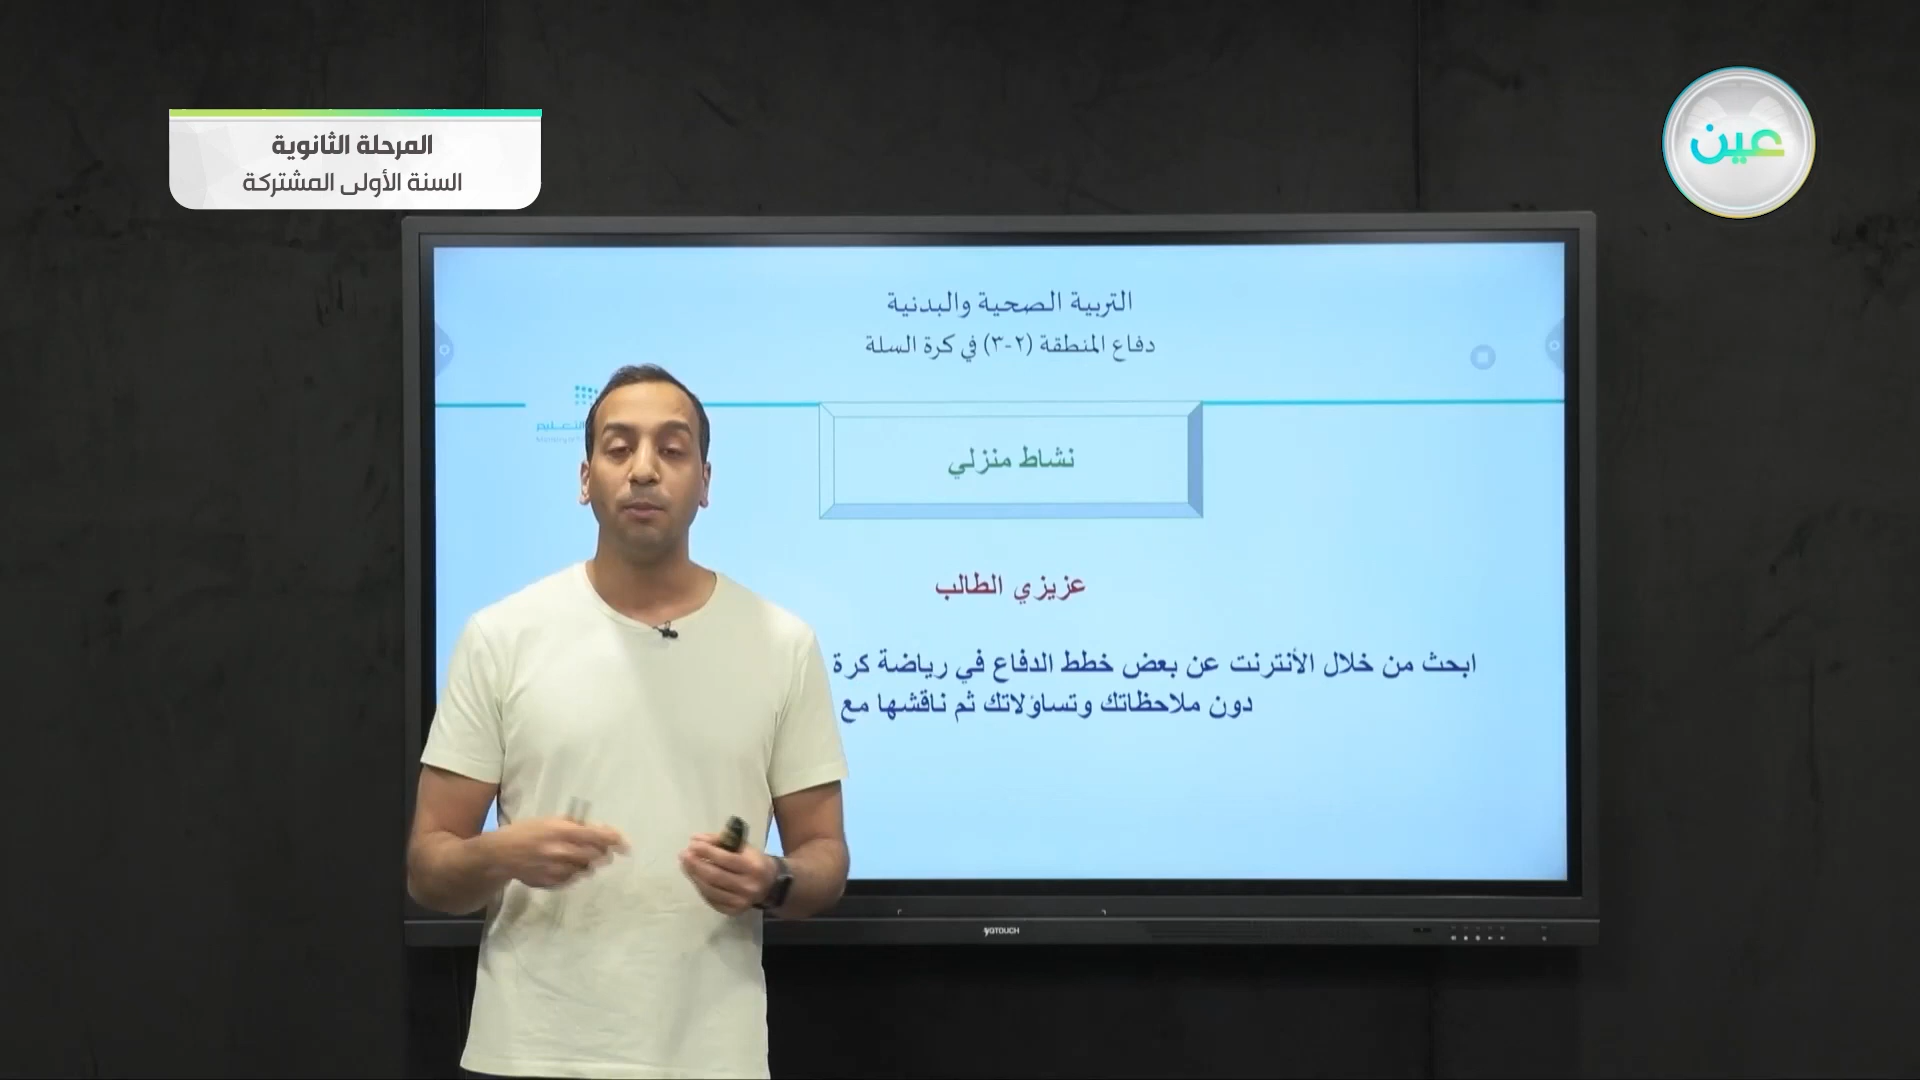 المرحلة الثانوية
السنة الأولى المشتركة
عين
التربية الصحية والبدنية
دفاع المنطقة (٢-٣) في كرة السلة
نشاط منزلي
عزيزي الطالب
ابحث من خلال الأنترنت عن بعض خطط الدفاع في رياضة كرة
دون ملاحظاتك وتساؤلاتك ثم ناقشها مع
YQTOUCH